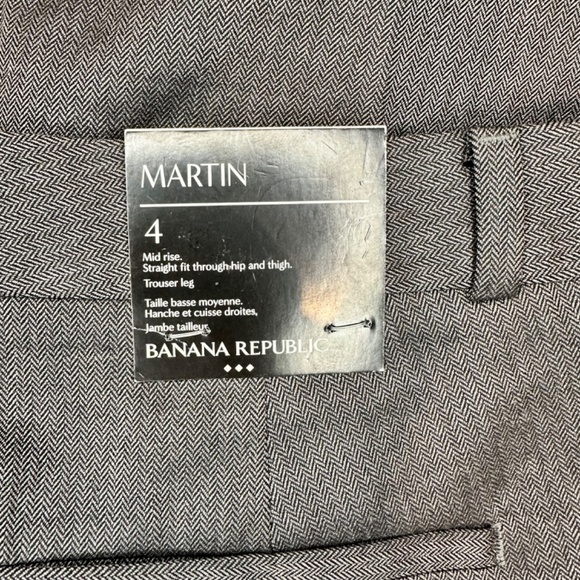 MARTIN
4
Mid rise.
Straight fit through hip and thigh.
Trouser leg
Taille basse moyenne.
Hanche et cuisse droites,
Jambe tailleur
BANANA REPUBLIC